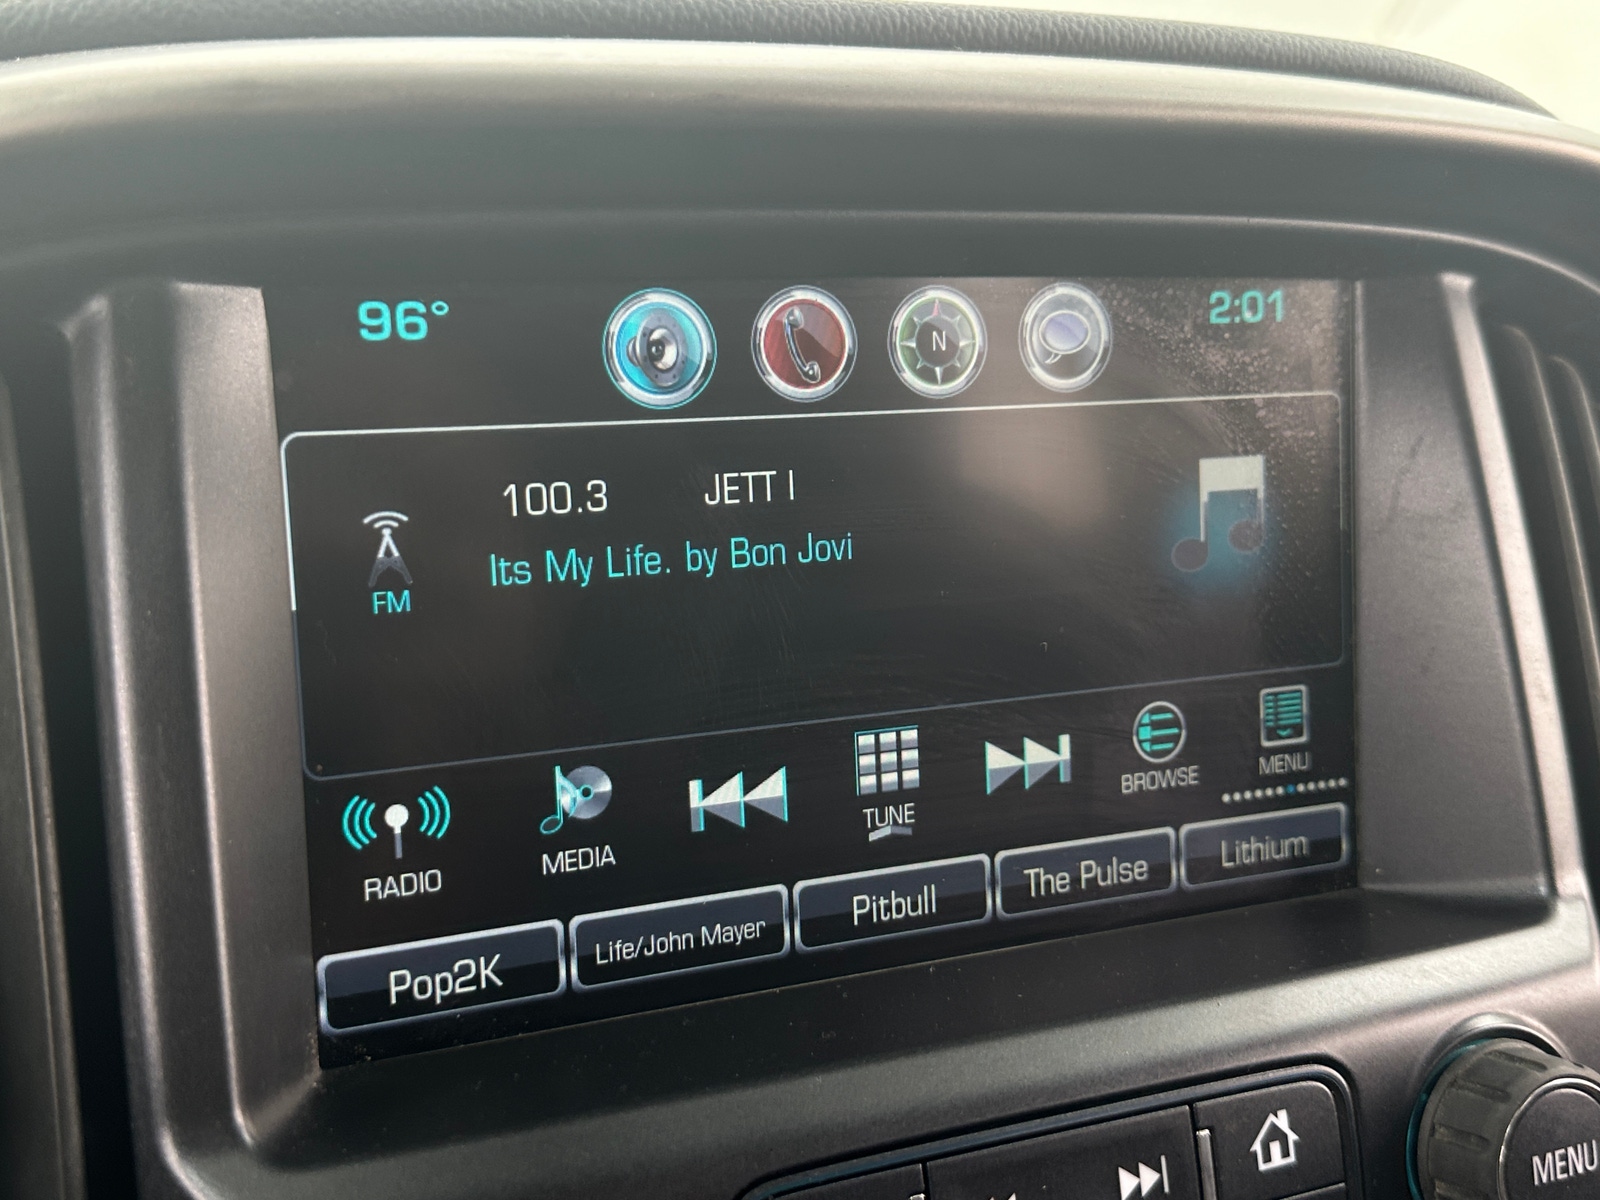 96° 2:01
N
100.3 JETT I
Its My Life. by Bon Jovi
FM
RADIO MEDIA TUNE BROWSE MENU
Pop2K Life/John Mayer Pitbull The Pulse Lithium
MENU